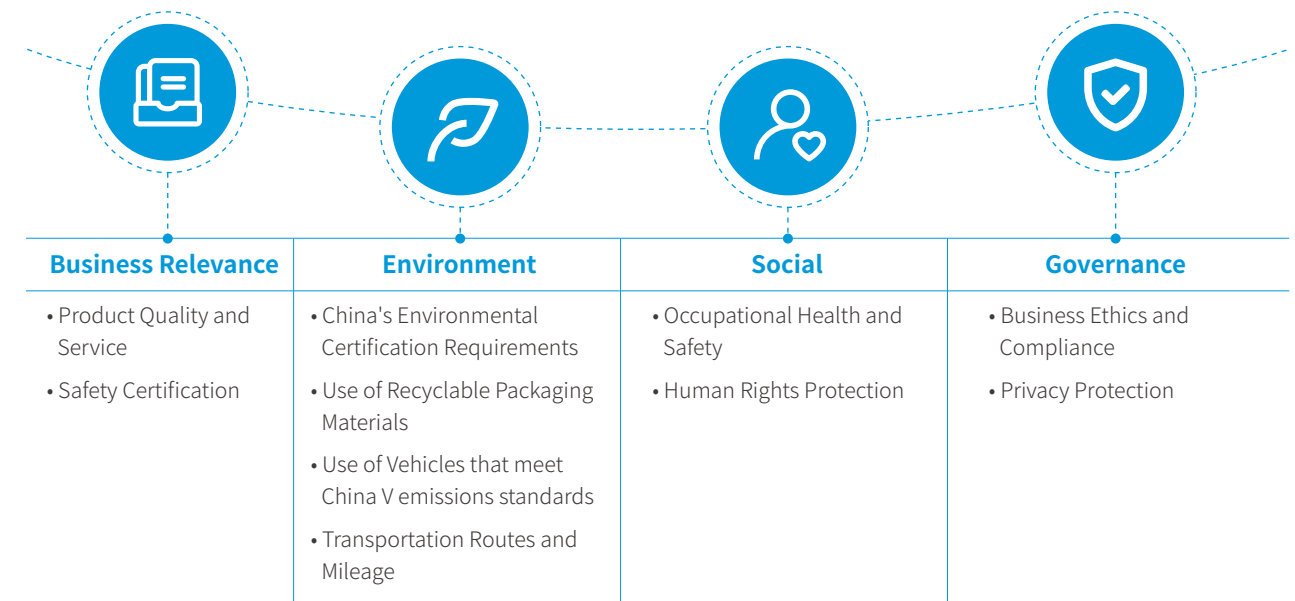 Business Relevance
• Product Quality and
Service
• Safety Certification
Environment
• China's Environmental
Certification Requirements
• Use of Recyclable Packaging
Materials
• Use of Vehicles that meet
China V emissions standards
• Transportation Routes and
Mileage
Social
• Occupational Health and
Safety
• Human Rights Protection
Governance
• Business Ethics and
Compliance
• Privacy Protection